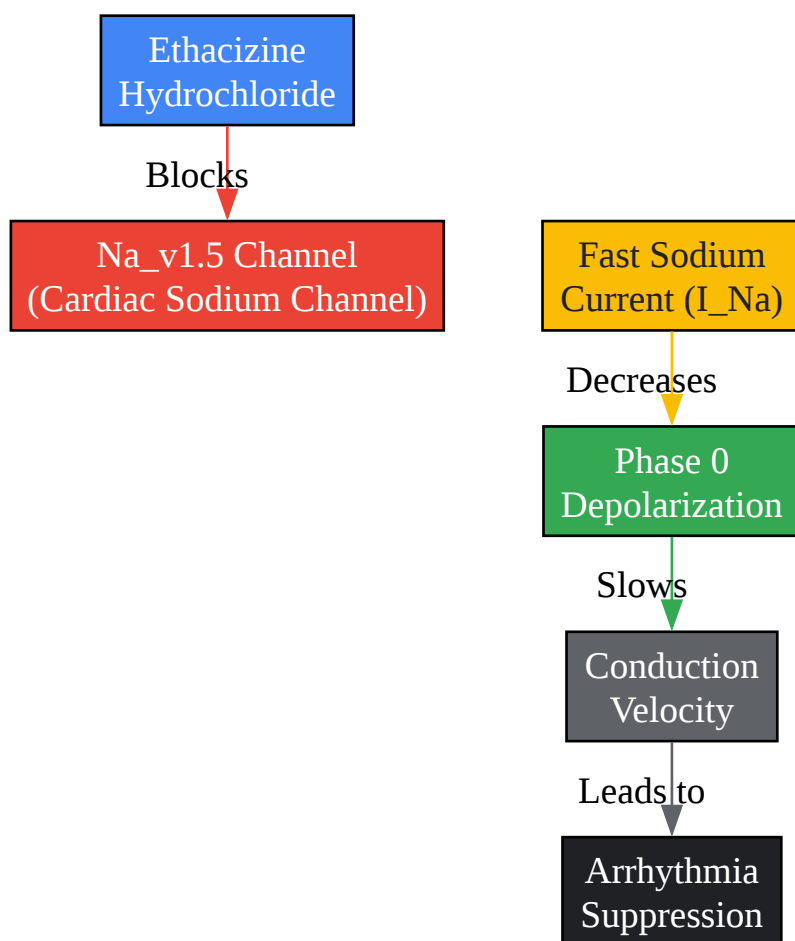 Ethacizine
Hydrochloride
Blocks
Na_v1.5 Channel
(Cardiac Sodium Channel)
Fast Sodium
Current (I_Na)
Decreases
Phase 0
Depolarization
Slows
Conduction
Velocity
Leads to
Arrhythmia
Suppression